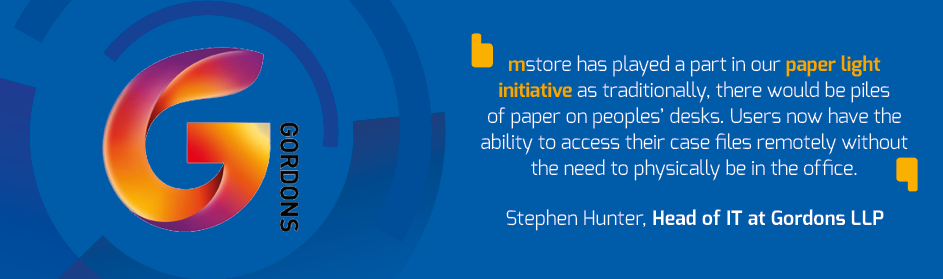 GORDONS
mstore has played a part in our paper light
initiative as traditionally, there would be piles
of paper on peoples’ desks. Users now have the
ability to access their case files remotely without
the need to physically be in the office.
Stephen Hunter, Head of IT at Gordons LLP